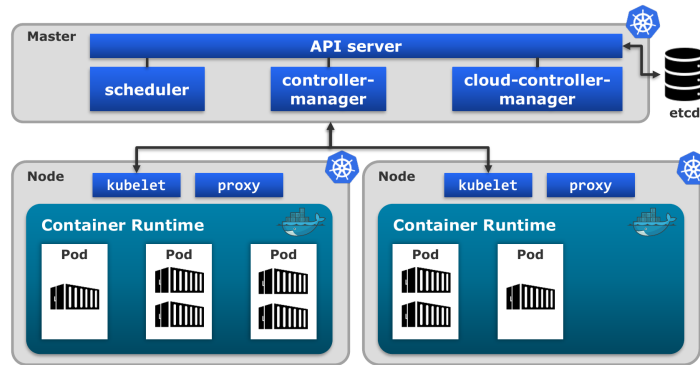 Master
API server
scheduler
controller-
manager
cloud-controller-
manager
etcd
Node
kubelet
proxy
Container Runtime
Pod
Pod
Pod
Node
kubelet
proxy
Container Runtime
Pod
Pod